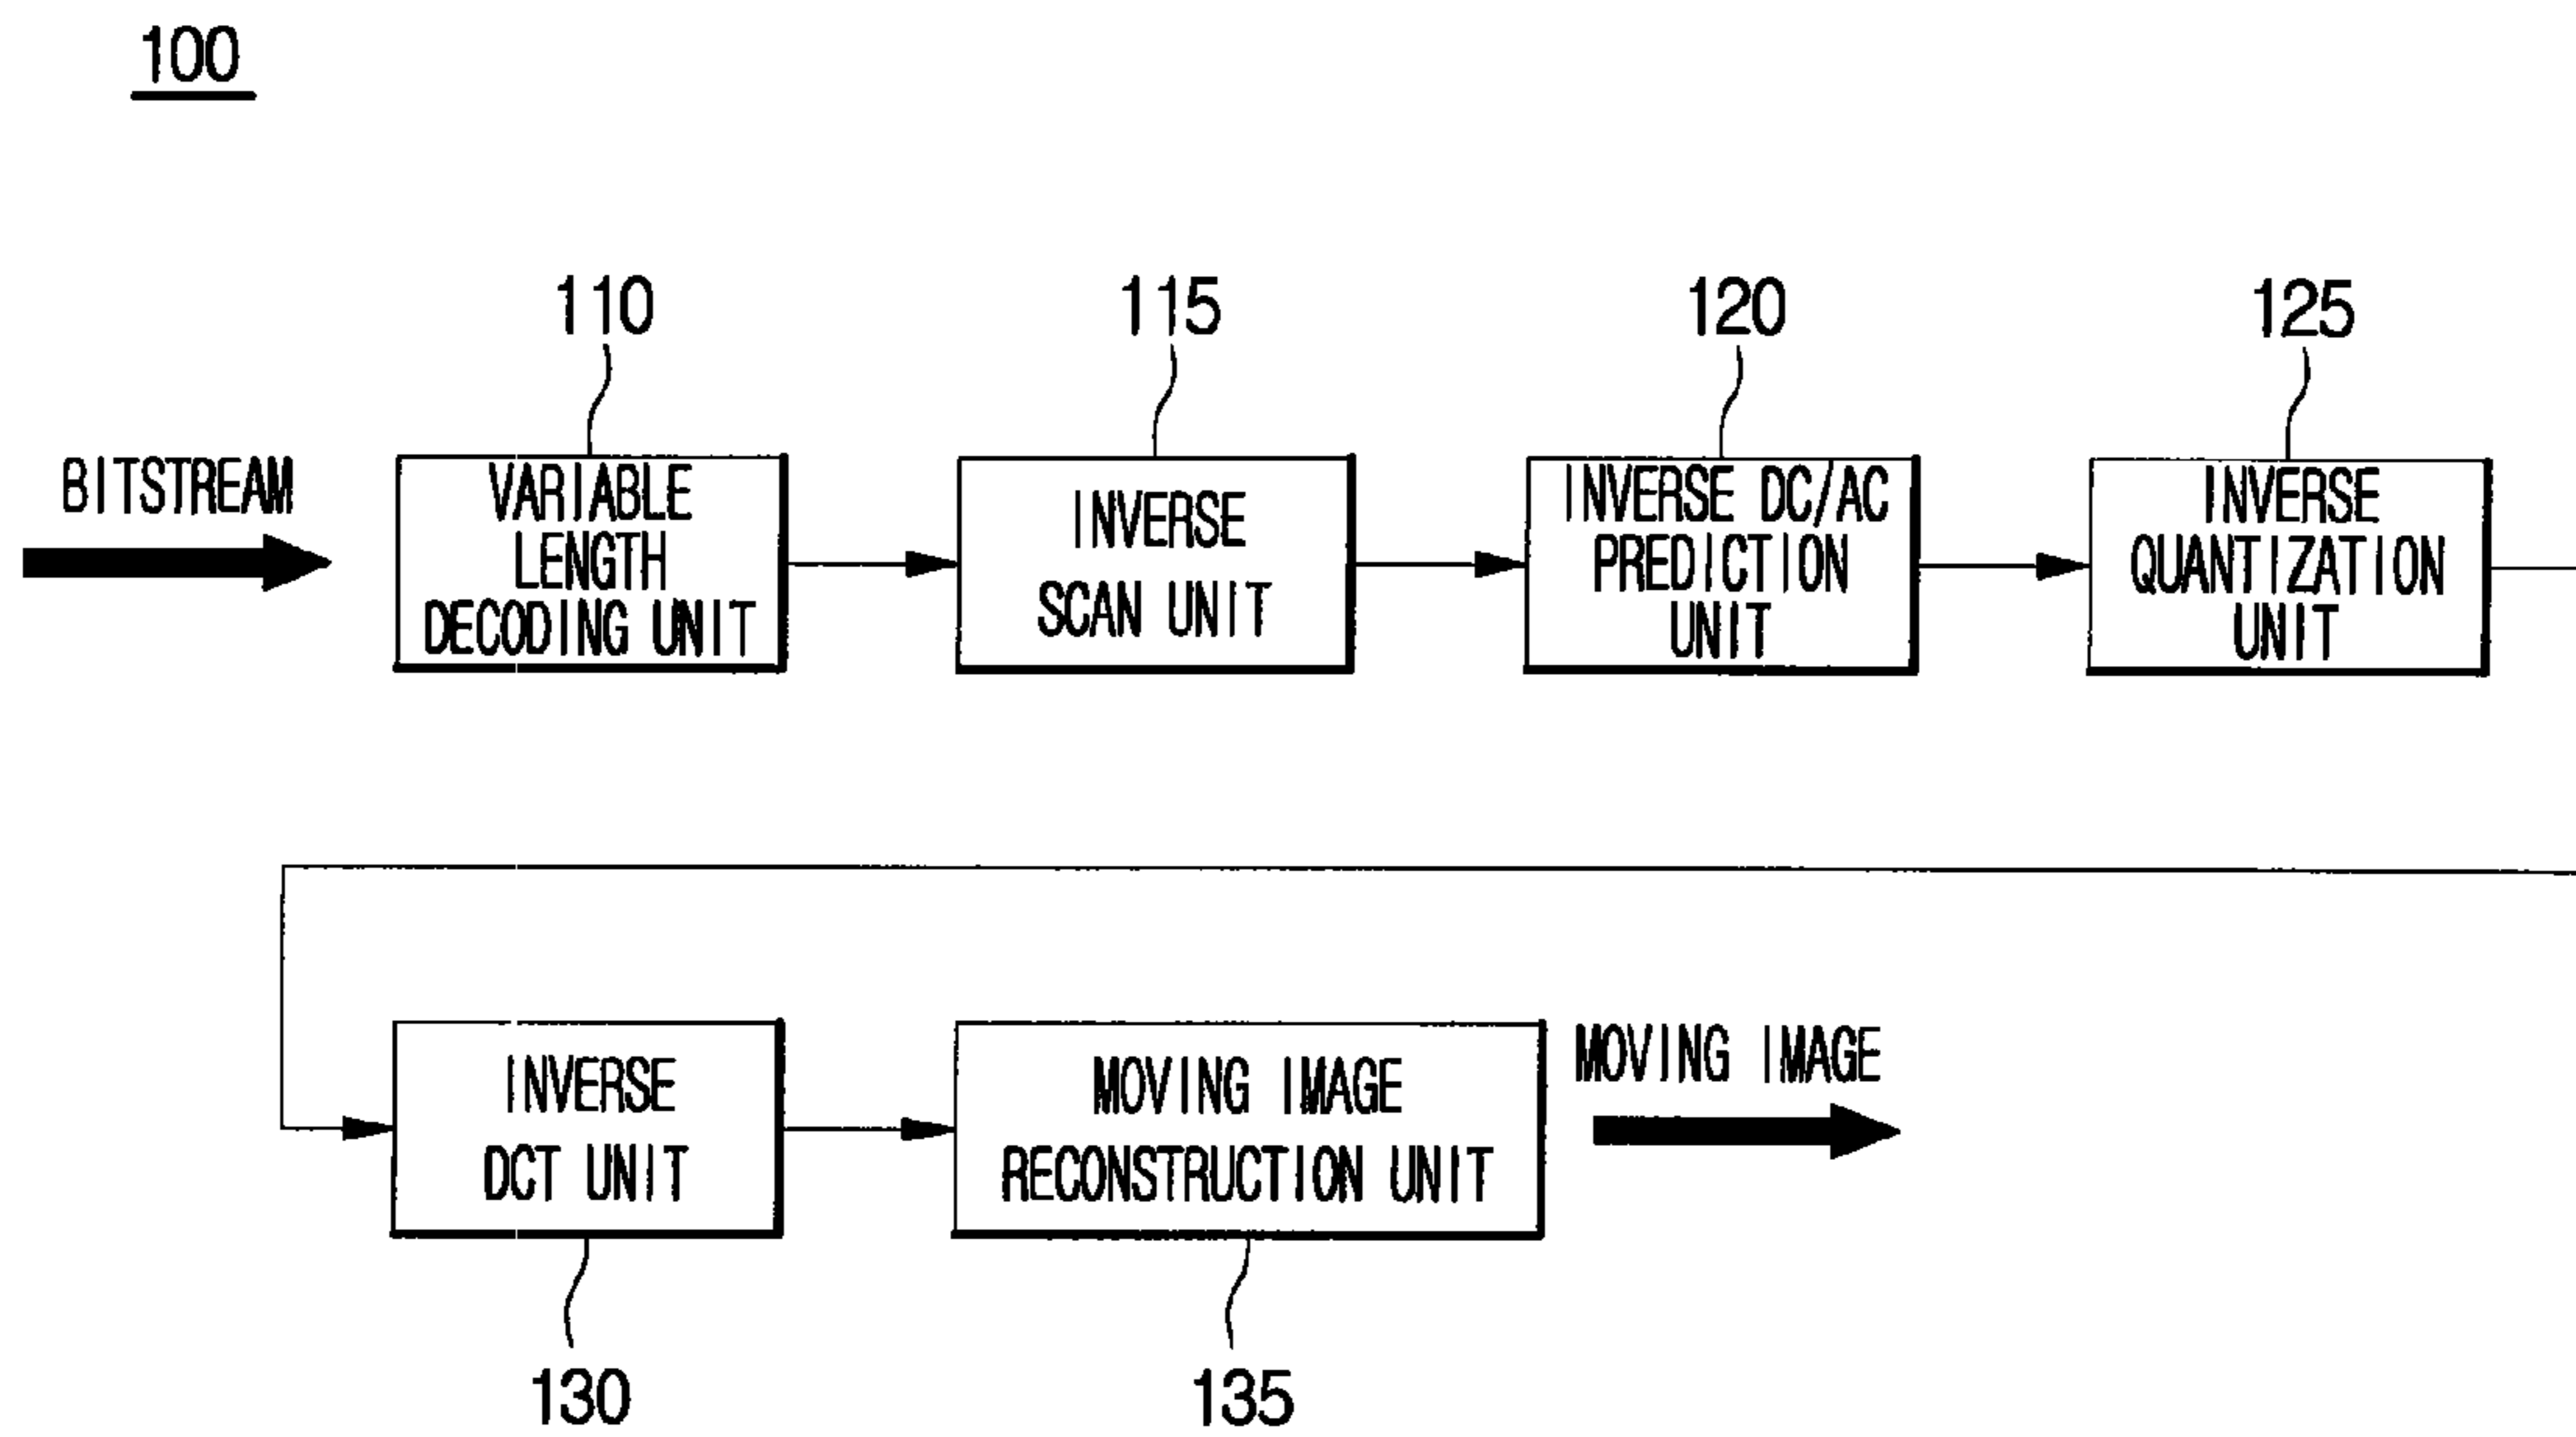 100
110
115
120
125
BITSTREAM
VARIABLE
LENGTH
DECODING UNIT
INVERSE
SCAN UNIT
INVERSE DC/AC
PREDICTION
UNIT
INVERSE
QUANTIZATION
UNIT
INVERSE
DCT UNIT
MOVING IMAGE
RECONSTRUCTION UNIT
MOVING IMAGE
130
135